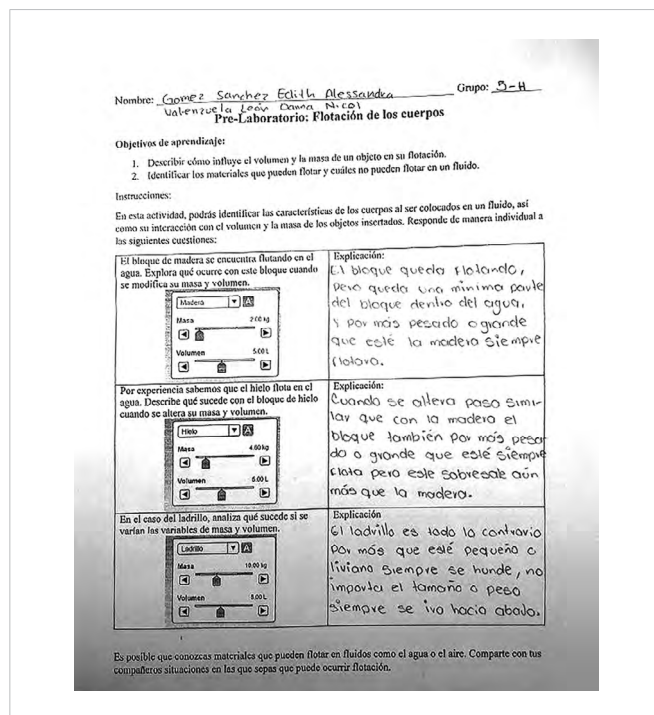 Nombre: Gomez Sanchez Edith Alessandra Grupo: 5-H
Valenzuela León Danna Nicol
Pre-Laboratorio: Flotación de los cuerpos
Objetivos de aprendizaje:
1. Describir cómo influye el volumen y la masa de un objeto en su flotación.
2. Identificar los materiales que pueden flotar y cuáles no pueden flotar en un fluido.
Instrucciones:
En esta actividad, podrás identificar las características de los cuerpos al ser colocados en un fluido, así
como su interacción con el volumen y la masa de los objetos insertados. Responde de manera individual a
las siguientes cuestiones:
El bloque de madera se encuentra flotando en el
agua. Explora qué ocurre con este bloque cuando
se modifica su masa y volumen.
Madera
Masa 2.00 kg
Volumen 5.00 L
Explicación:
El bloque queda flotando,
pero queda una minima parte
del bloque dentro del agua,
y por más pesado o grande
que esté la madera siempre
flotara.
Por experiencia sabemos que el hielo flota en el
agua. Describe qué sucede con el bloque de hielo
cuando se altera su masa y volumen.
Hielo
Masa 4.60 kg
Volumen 5.00 L
Explicación:
Cuando se altera paso simi-
lar que con la madera el
bloque también por más pesa
do o grande que esté siempre
flota pero este sobresale aún
más que la madera.
En el caso del ladrillo, analiza qué sucede si se
varían las variables de masa y volumen.
Ladrillo
Masa 10.00 kg
Volumen 5.00 L
Explicación
El ladrillo es todo lo contrario
por más que esté pequeño o
liviano siempre se hunde, no
importa el tamaño o peso
siempre se iva hacia abado.
Es posible que conozcas materiales que pueden flotar en fluidos como el agua o el aire. Comparte con tus
compañeros situaciones en las que sepas que puede ocurrir flotación.